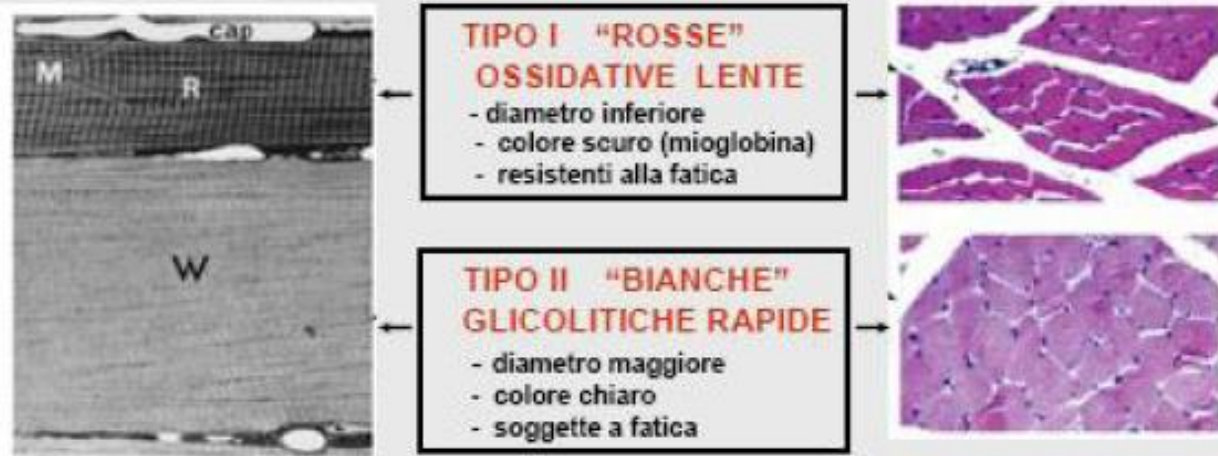 cap
M
R
W
TIPO I "ROSSE"
OSSIDATIVE LENTE
- diametro inferiore
- colore scuro (mioglobina)
- resistenti alla fatica
TIPO II "BIANCHE"
GLICOLITICHE RAPIDE
- diametro maggiore
- colore chiaro
- soggette a fatica